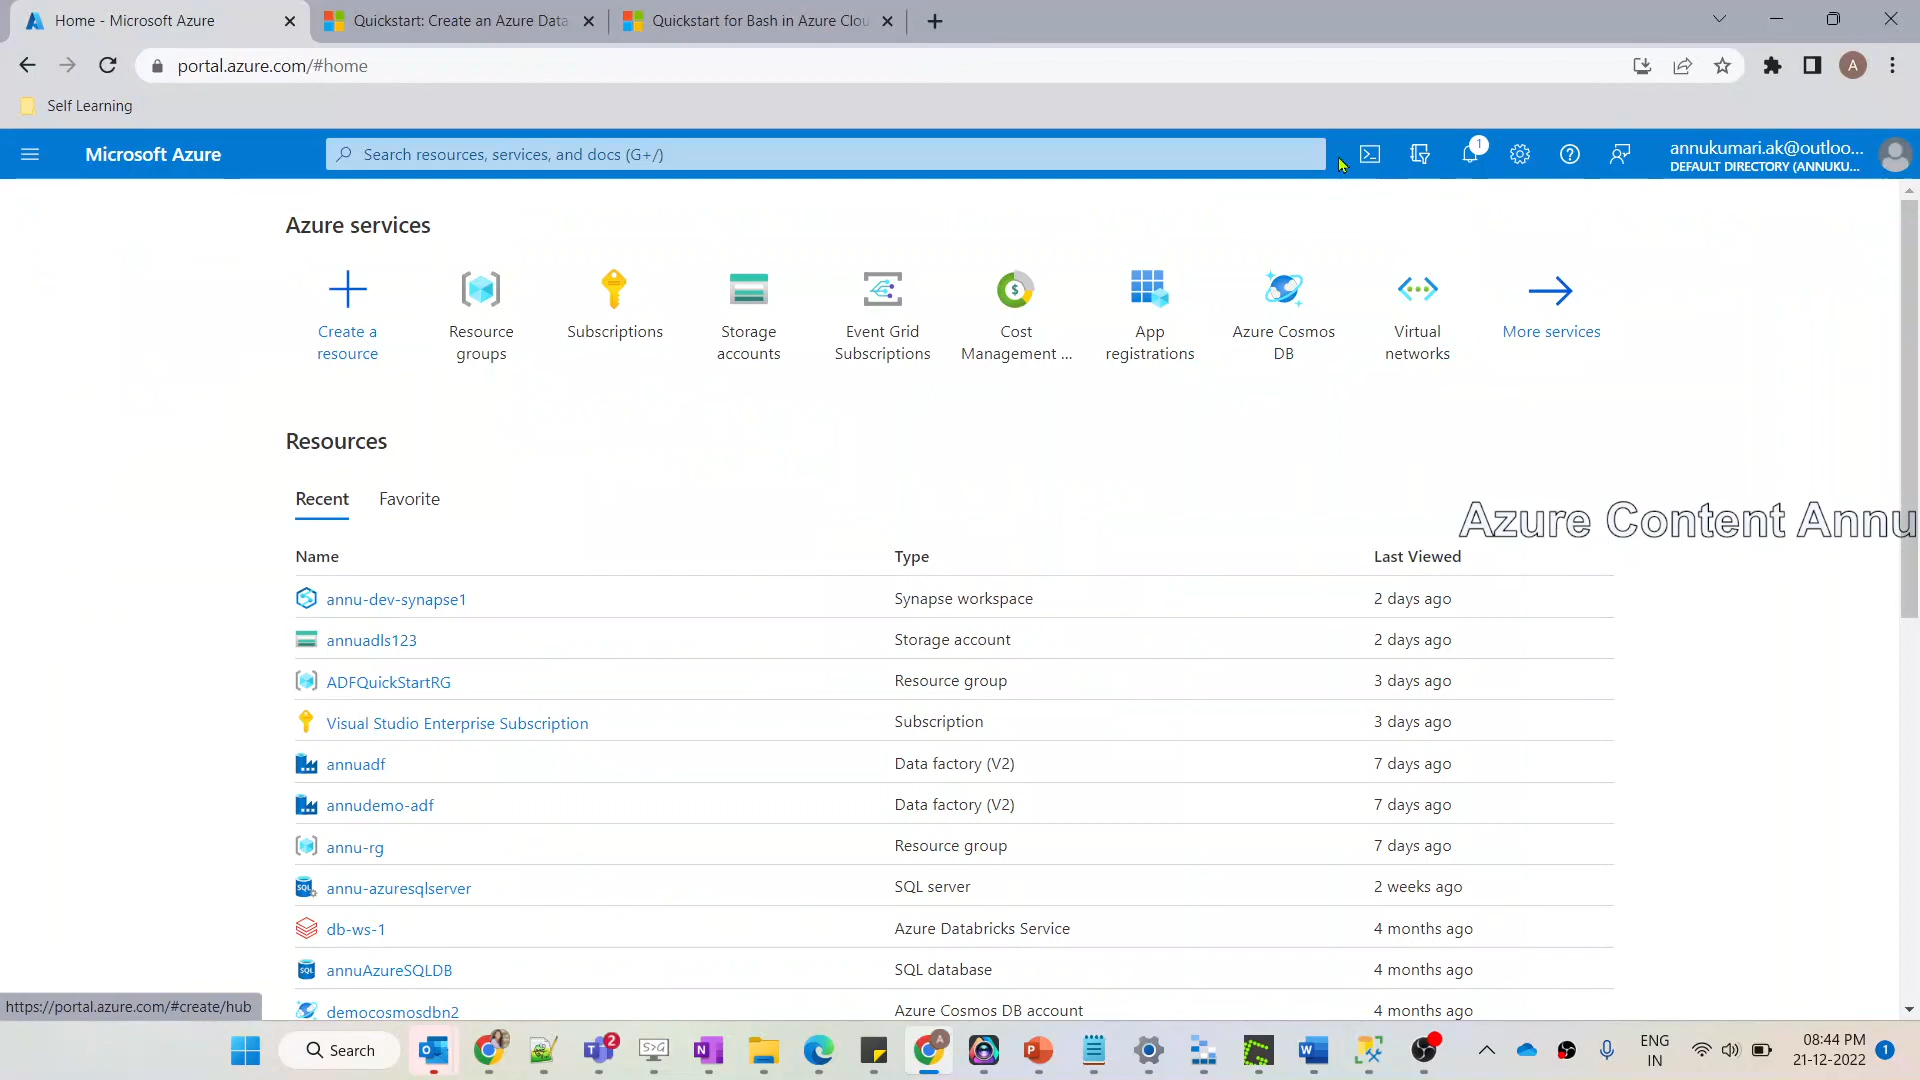 Home - Microsoft Azure
Quickstart: Create an Azure Data
Quickstart for Bash in Azure Clou
portal.azure.com/#home
A
Self Learning
Microsoft Azure
Search resources, services, and docs (G+/)
1
annukumari.ak@outloo...
DEFAULT DIRECTORY (ANNUKU...
Azure services
Create a resource
Resource groups
Subscriptions
Storage accounts
Event Grid Subscriptions
Cost Management ...
App registrations
Azure Cosmos DB
Virtual networks
More services
Resources
Recent Favorite
Azure Content Annu
Name Type Last Viewed
annu-dev-synapse1 Synapse workspace 2 days ago
annuadls123 Storage account 2 days ago
ADFQuickStartRG Resource group 3 days ago
Visual Studio Enterprise Subscription Subscription 3 days ago
annuadf Data factory (V2) 7 days ago
annudemo-adf Data factory (V2) 7 days ago
annu-rg Resource group 7 days ago
annu-azuresqlserver SQL server 2 weeks ago
db-ws-1 Azure Databricks Service 4 months ago
annuAzureSQLDB SQL database 4 months ago
democosmosdbn2 Azure Cosmos DB account 4 months ago
https://portal.azure.com/#create/hub
Search
2
ENG
IN
08:44 PM
21-12-2022
1